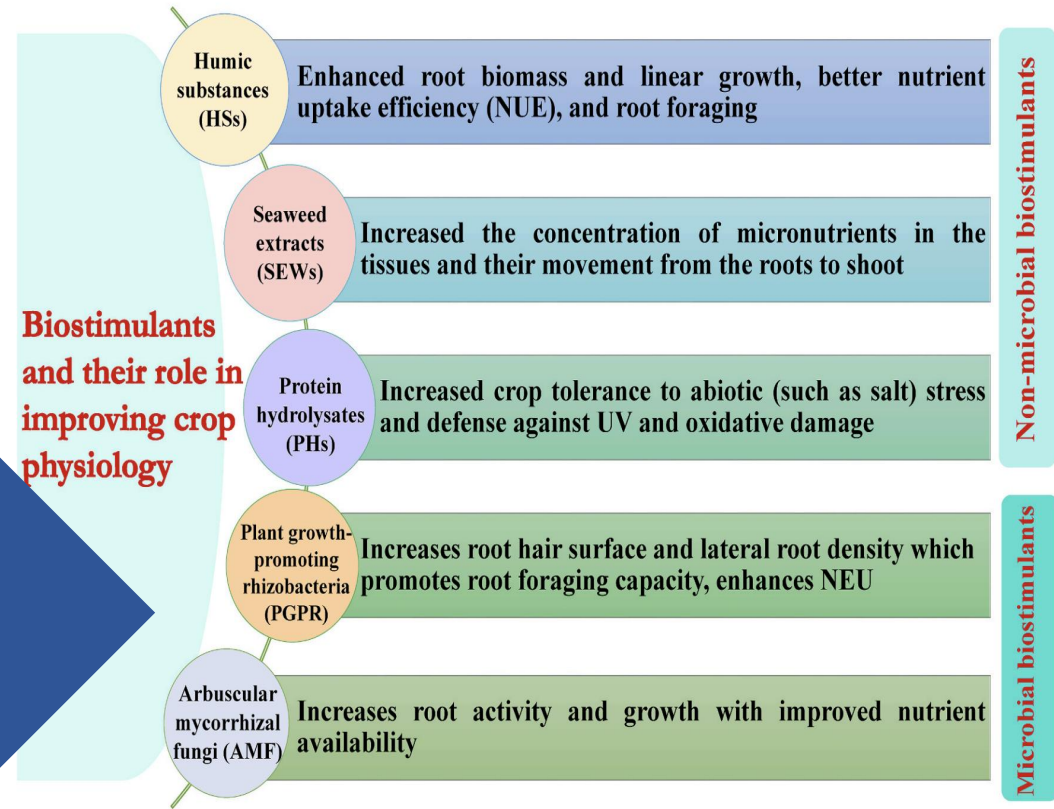 Biostimulants
and their role in
improving crop
physiology
Humic
substances
(HSs)
Enhanced root biomass and linear growth, better nutrient
uptake efficiency (NUE), and root foraging
Seaweed
extracts
(SEWs)
Increased the concentration of micronutrients in the
tissues and their movement from the roots to shoot
Protein
hydrolysates
(PHs)
Increased crop tolerance to abiotic (such as salt) stress
and defense against UV and oxidative damage
Plant growth-
promoting
rhizobacteria
(PGPR)
Increases root hair surface and lateral root density which
promotes root foraging capacity, enhances NEU
Arbuscular
mycorrhizal
fungi (AMF)
Increases root activity and growth with improved nutrient
availability
Non-microbial biostimulants
Microbial biostimulants